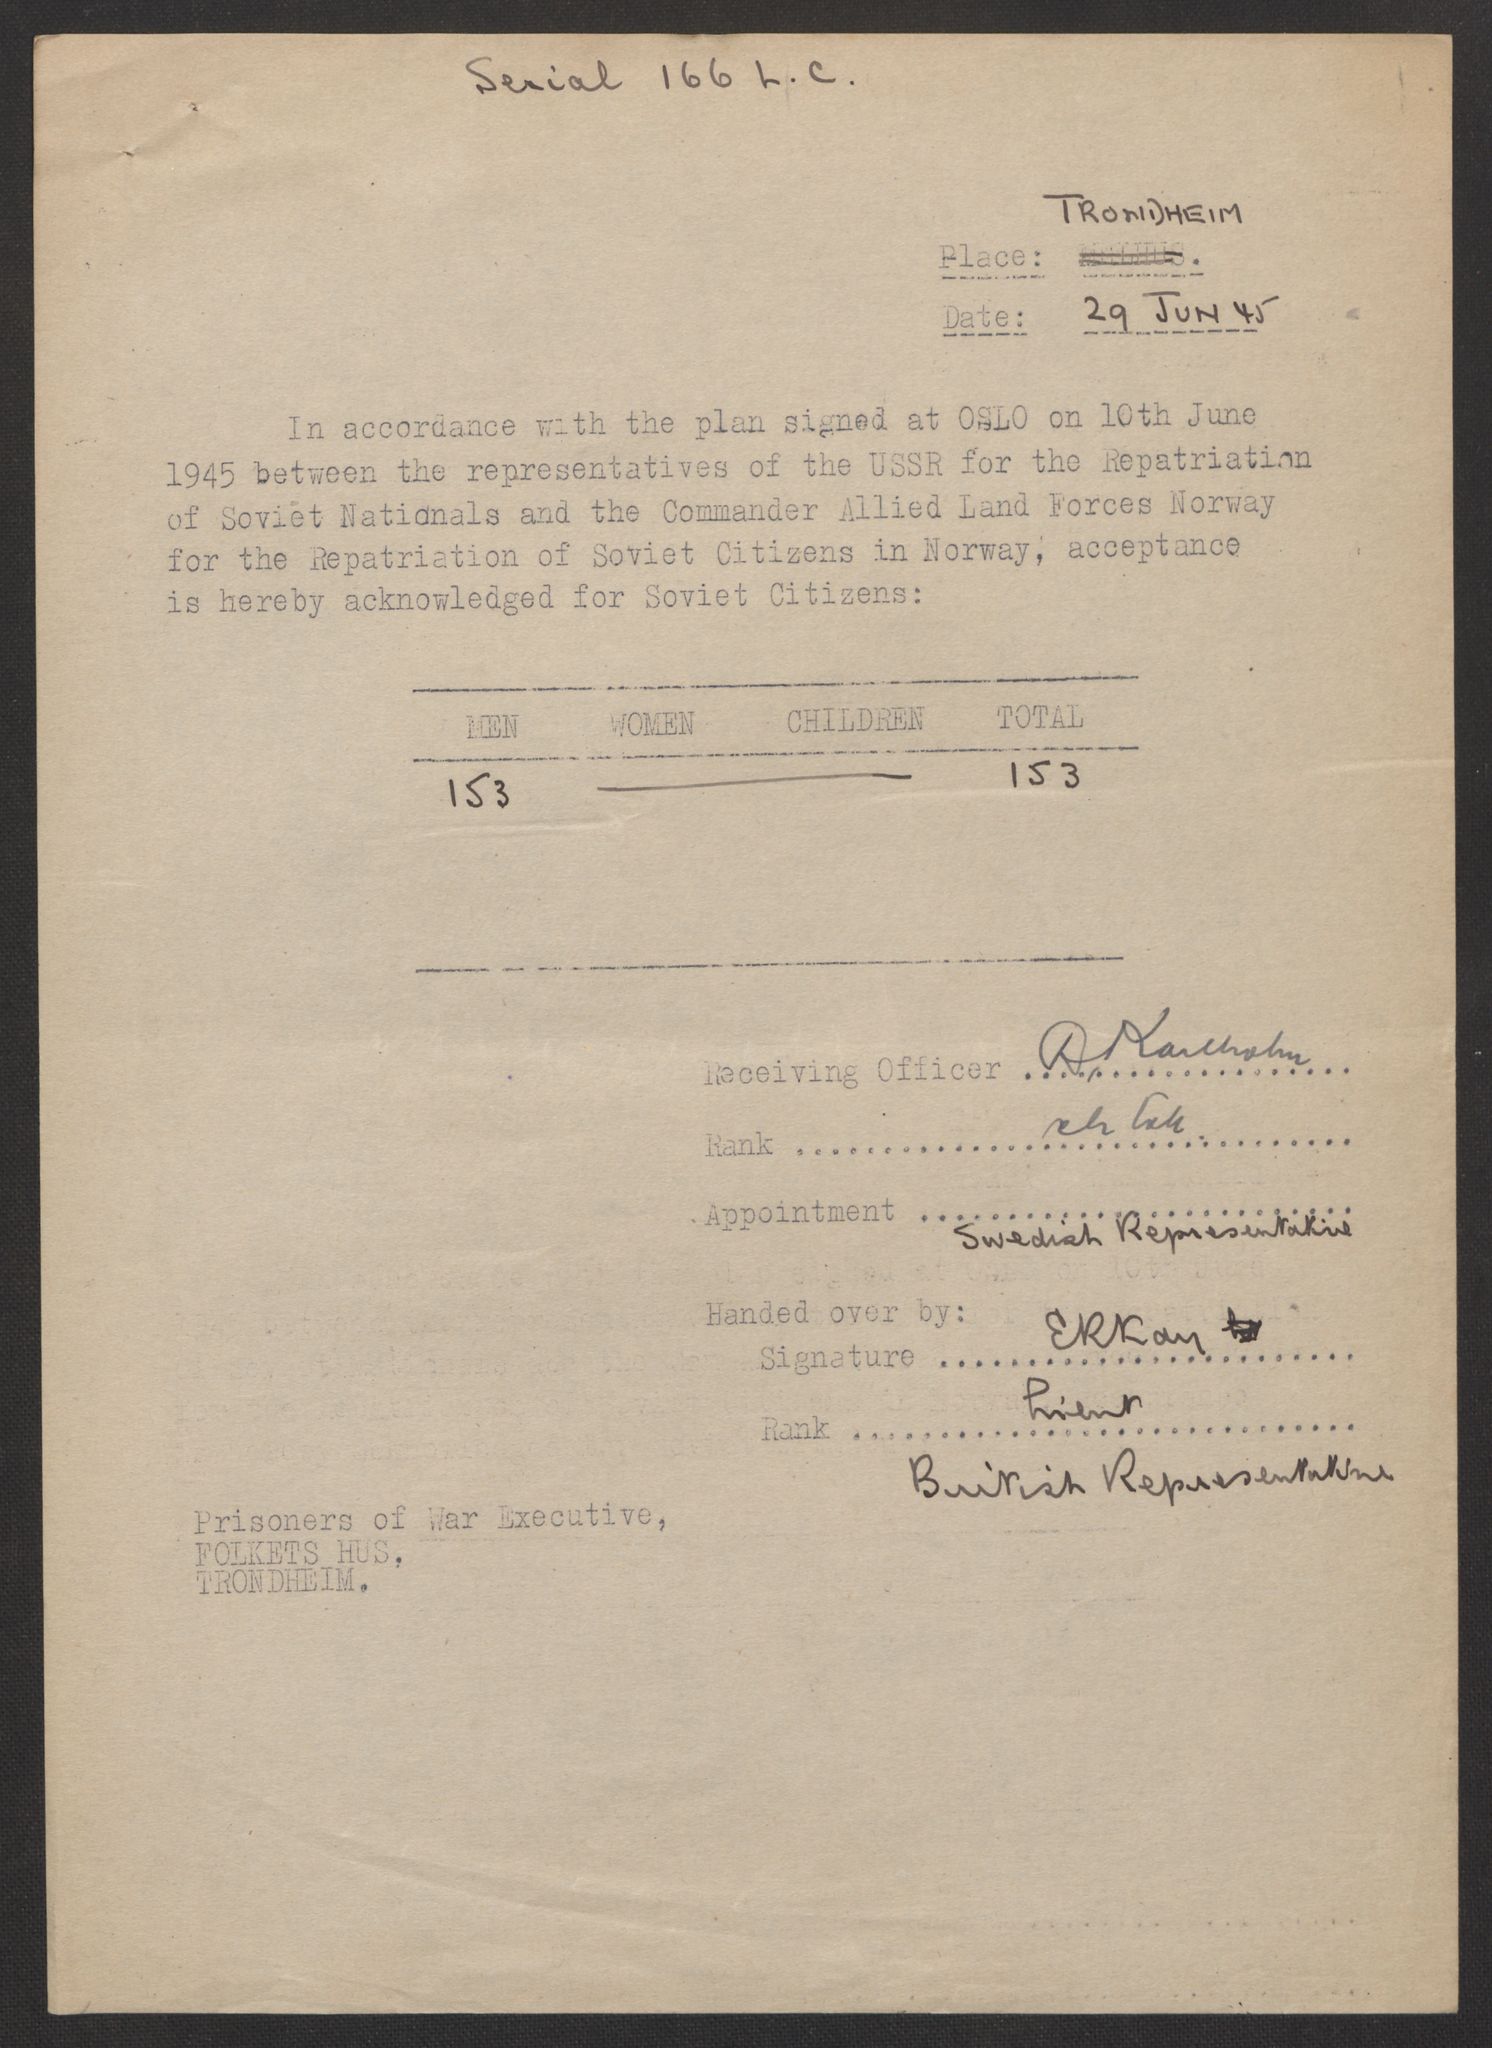 Serial 166 L.C.
TRONDHEIM
Place:
Date: 29 JUN 45
In accordance with the plan signed at OSLO on 10th June
1945 between the representatives of the USSR for the Repatriation
of Soviet Nationals and the Commander Allied Land Forces Norway
for the Repatriation of Soviet Citizens in Norway, acceptance
is hereby acknowledged for Soviet Citizens:
MEN WOMEN CHILDREN TOTAL
153 — 153
Receiving Officer Karlholm
Rank
Appointment
Swedish Representative
Handed over by:
Signature ERKay
Rank Lieut
British Representative
Prisoners of War Executive,
FOLKETS HUS,
TRONDHEIM.